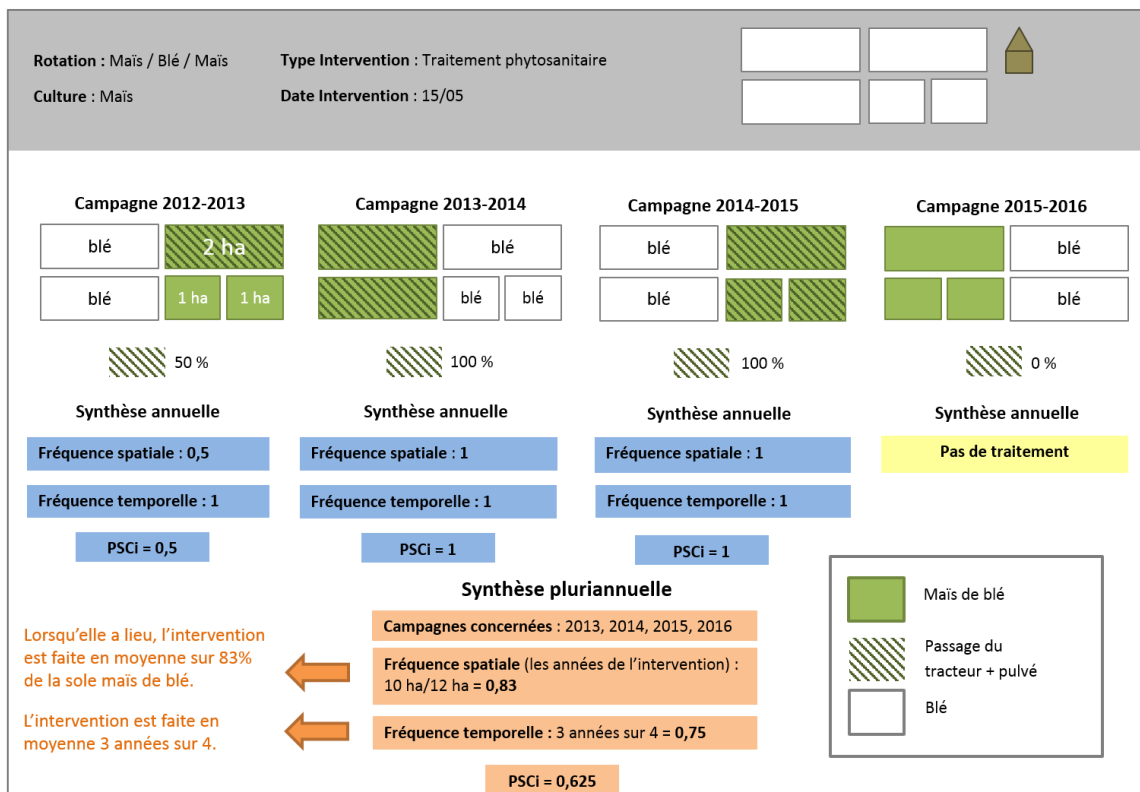 Rotation : Maïs / Blé / Maïs
Type Intervention : Traitement phytosanitaire
Culture : Maïs
Date Intervention : 15/05
Campagne 2012-2013
blé
2 ha
blé
1 ha
1 ha
50 %
Synthèse annuelle
Fréquence spatiale : 0,5
Fréquence temporelle : 1
PSCi = 0,5
Campagne 2013-2014
blé
blé
blé
100 %
Synthèse annuelle
Fréquence spatiale : 1
Fréquence temporelle : 1
PSCi = 1
Campagne 2014-2015
blé
blé
100 %
Synthèse annuelle
Fréquence spatiale : 1
Fréquence temporelle : 1
PSCi = 1
Campagne 2015-2016
blé
blé
0 %
Synthèse annuelle
Pas de traitement
Synthèse pluriannuelle
Campagnes concernées : 2013, 2014, 2015, 2016
Fréquence spatiale (les années de l'intervention) :
10 ha/12 ha = 0,83
Fréquence temporelle : 3 années sur 4 = 0,75
PSCi = 0,625
Lorsqu'elle a lieu, l'intervention
est faite en moyenne sur 83%
de la sole maïs de blé.
L'intervention est faite en
moyenne 3 années sur 4.
Maïs de blé
Passage du
tracteur + pulvé
Blé